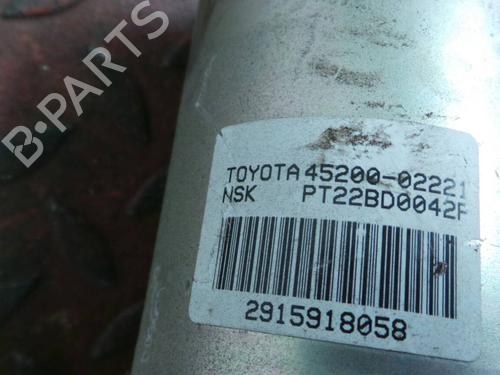 B-PARTS
TOYOTA 45200-02221
NSK PT22BD0042F
2915918058